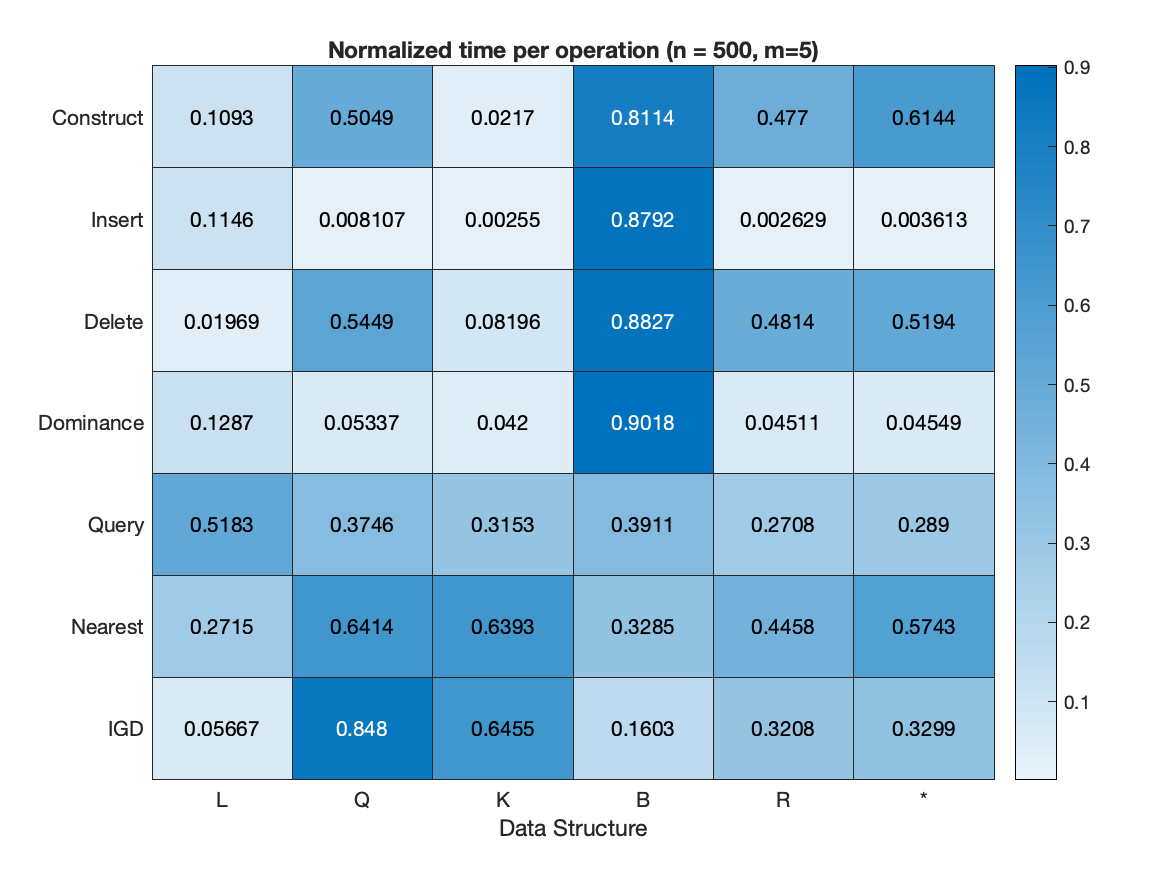 Normalized time per operation (n = 500, m=5)
Construct 0.1093 0.5049 0.0217 0.8114 0.477 0.6144
Insert 0.1146 0.008107 0.00255 0.8792 0.002629 0.003613
Delete 0.01969 0.5449 0.08196 0.8827 0.4814 0.5194
Dominance 0.1287 0.05337 0.042 0.9018 0.04511 0.04549
Query 0.5183 0.3746 0.3153 0.3911 0.2708 0.289
Nearest 0.2715 0.6414 0.6393 0.3285 0.4458 0.5743
IGD 0.05667 0.848 0.6455 0.1603 0.3208 0.3299
L Q K B R *
Data Structure
0.9
0.8
0.7
0.6
0.5
0.4
0.3
0.2
0.1